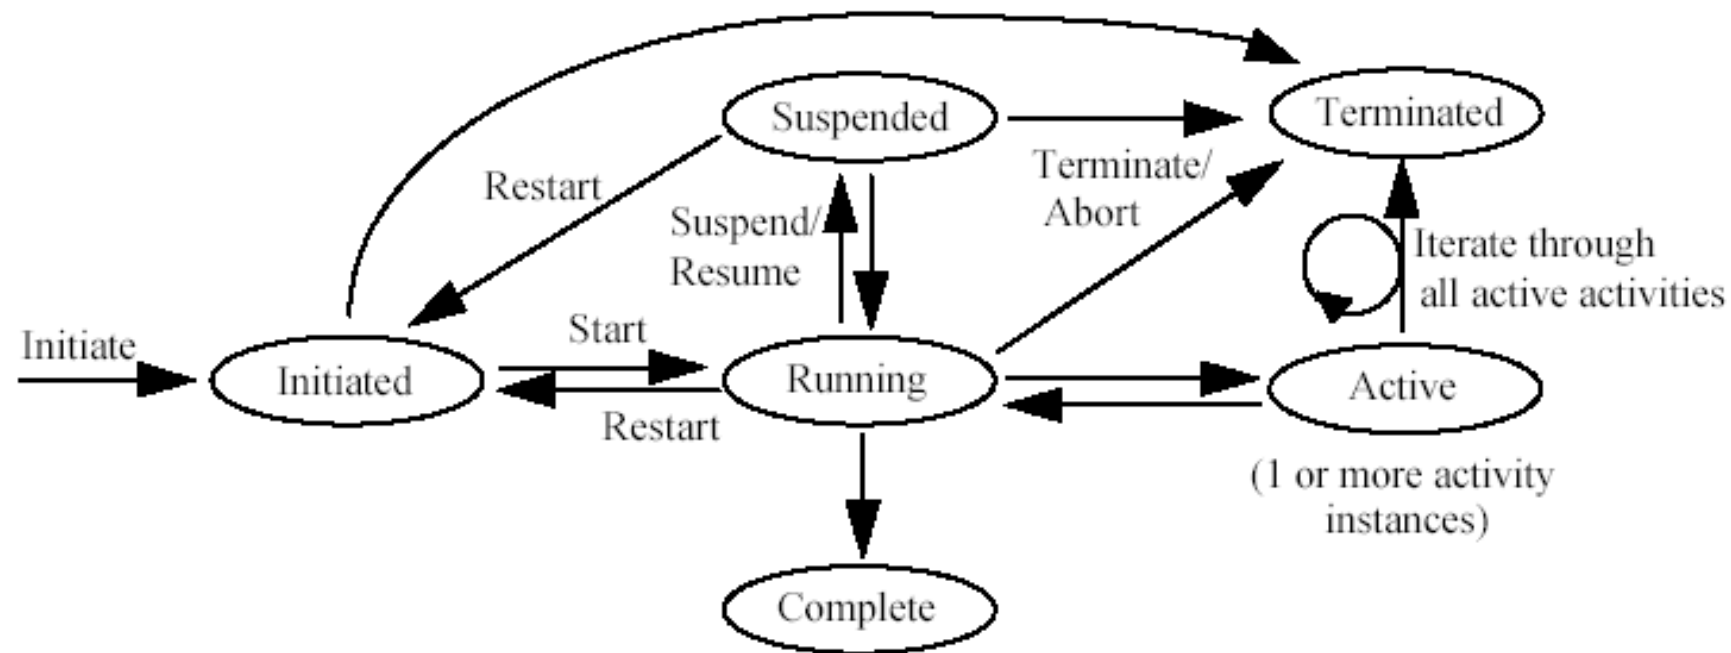 Suspended
Terminated
Restart
Terminate/
Abort
Suspend/
Resume
Iterate through
all active activities
Initiate
Start
Initiated
Running
Active
Restart
(1 or more activity
instances)
Complete